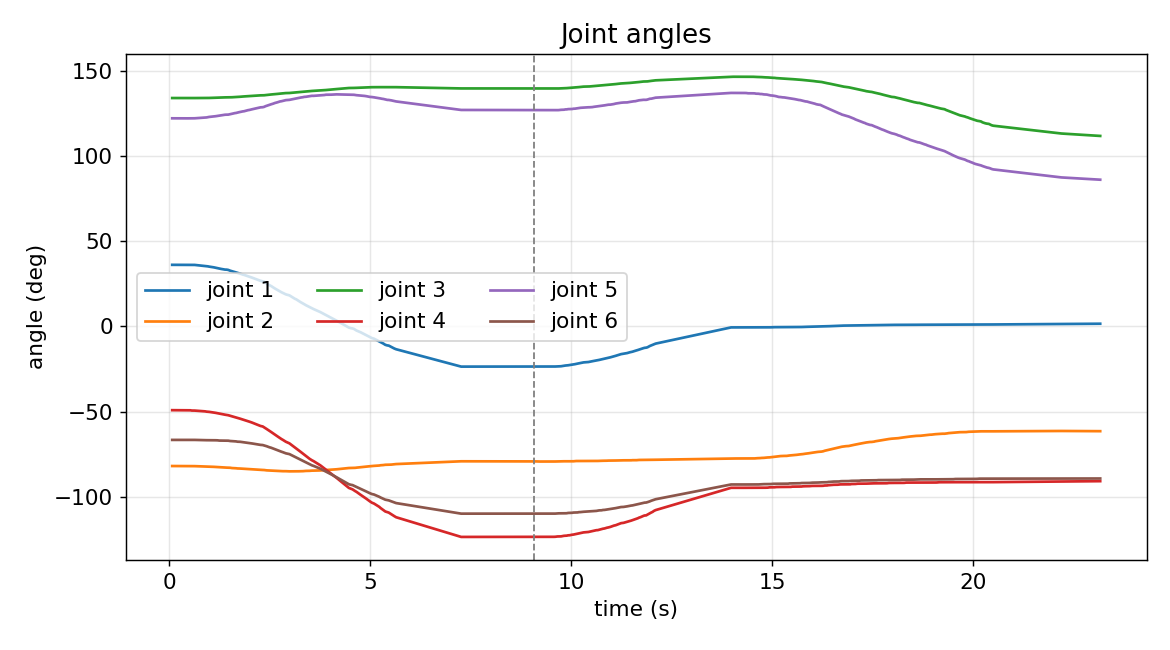 Joint angles
150
100
50
0
−50
−100
angle (deg)
joint 1 joint 3 joint 5
joint 2 joint 4 joint 6
0 5 10 15 20
time (s)